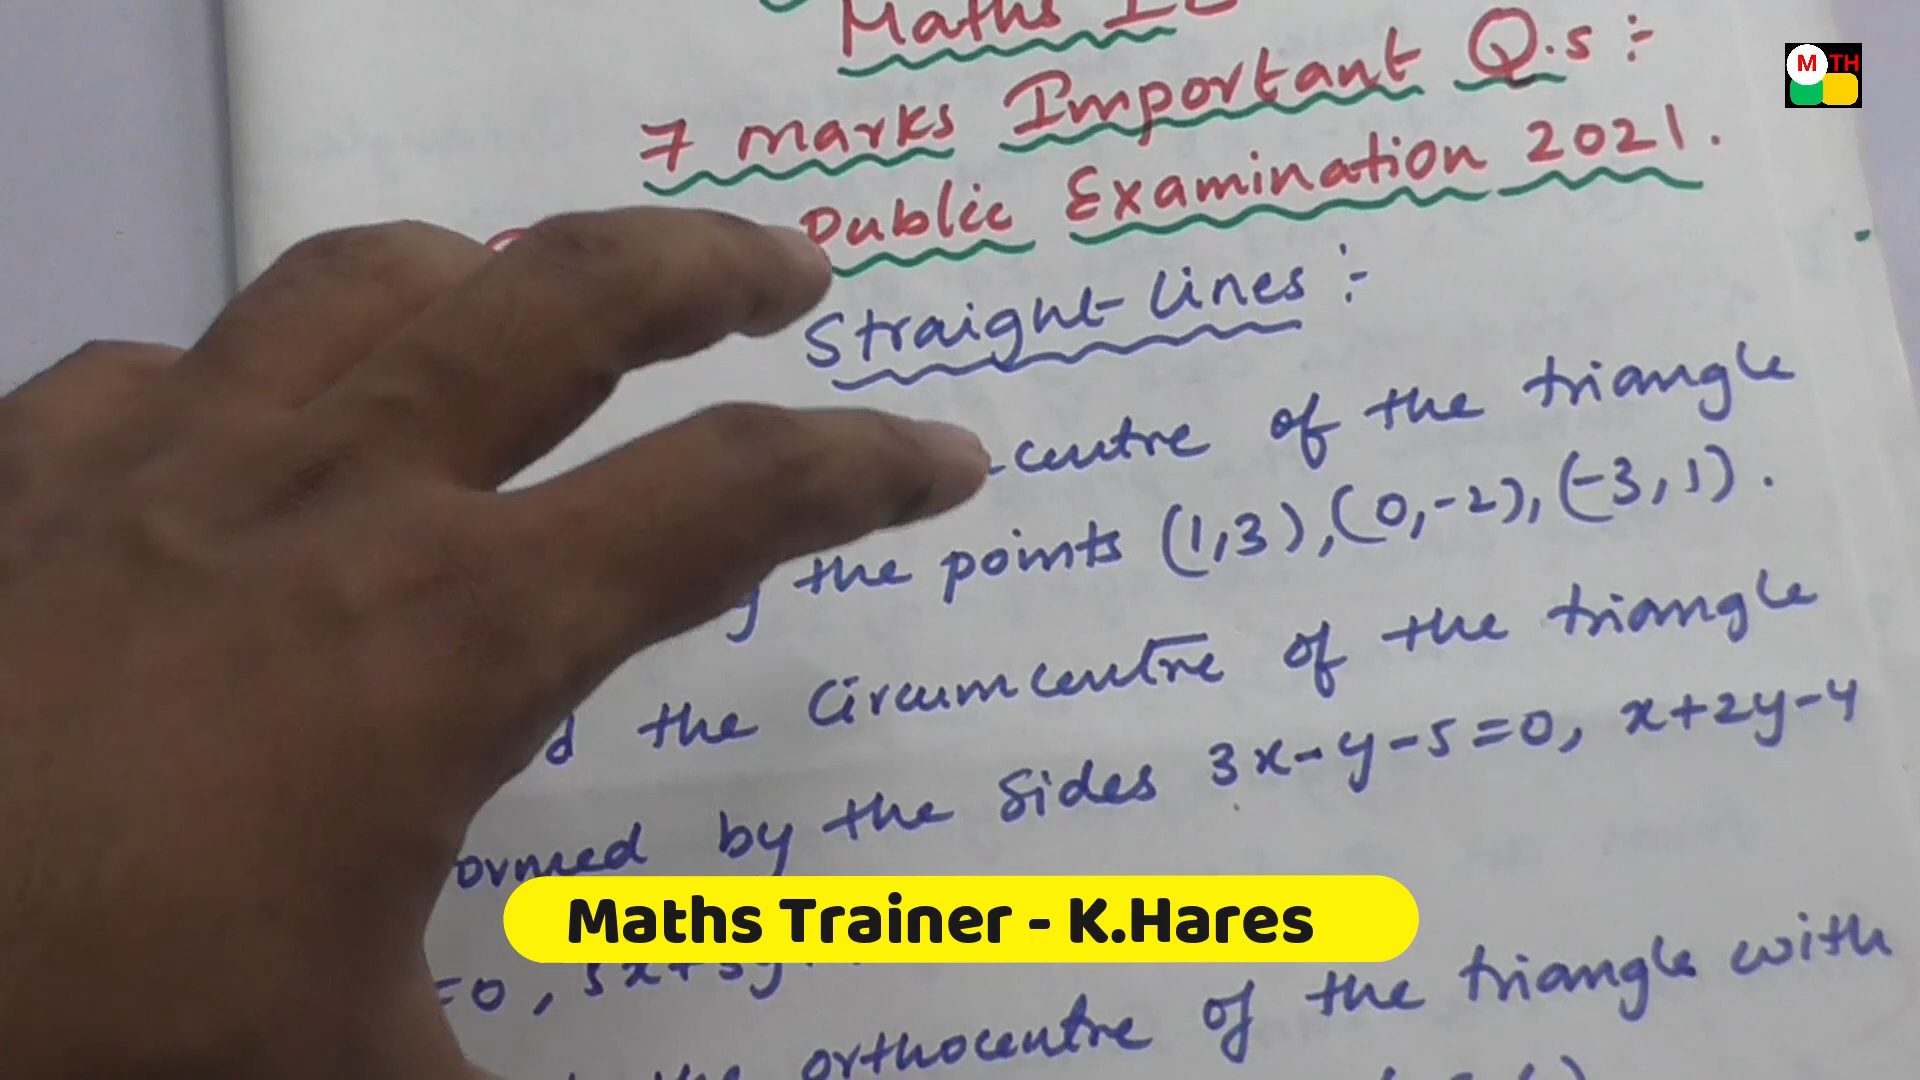 Maths
7 marks Important Q.s :-
Public Examination 2021.
Straight-lines :-
centre of the triangle
the points (1,3), (0,-2), (-3,1).
the Circumcentre of the triangle
ormed by the sides 3x-y-5=0, x+2y-4
=0,
orthocentre of the triangle with
Maths Trainer - K.Hares
M TH